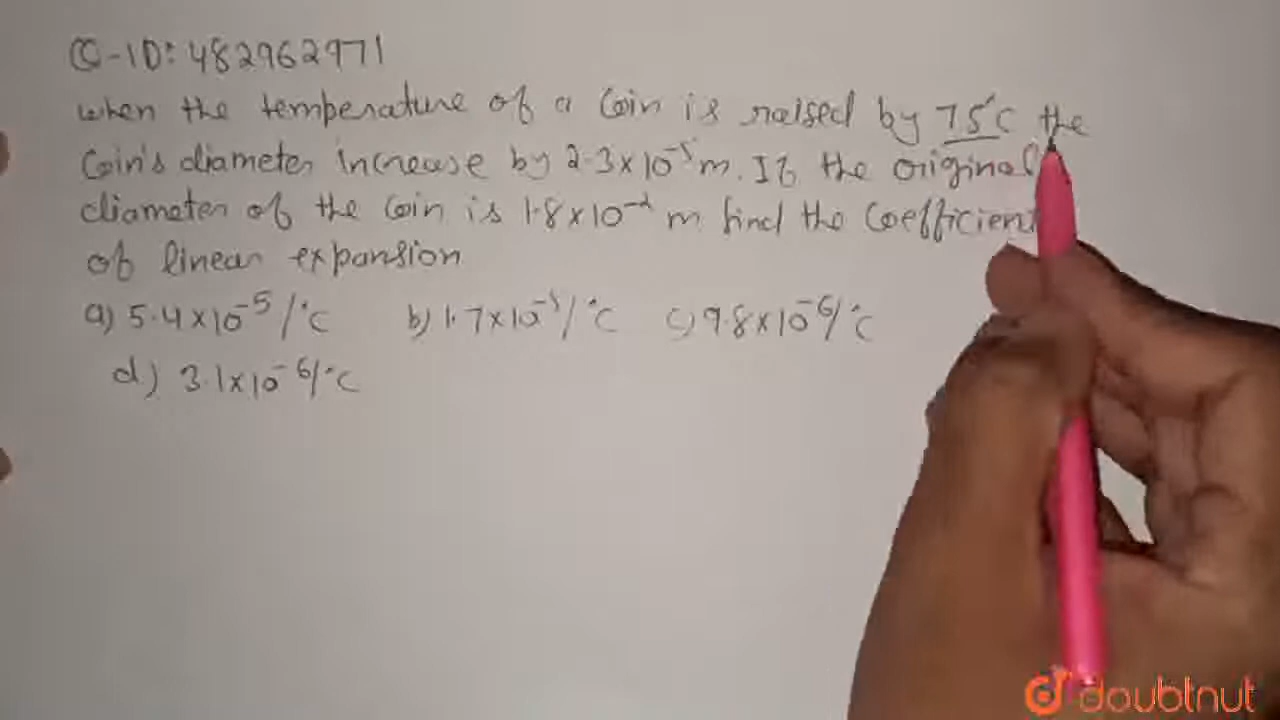 Q-ID: 482962971
when the temperature of a coin is raised by 75°C the
Coin's diameter increase by 2.3×10⁻⁵m. If the original
diameter of the coin is 1.8×10⁻² m find the coefficient
of linear expansion
a) 5.4×10⁻⁵/°C b) 1.7×10⁻⁵/°C c) 9.8×10⁻⁶/°C
d) 3.1×10⁻⁶/°C
doubtnut